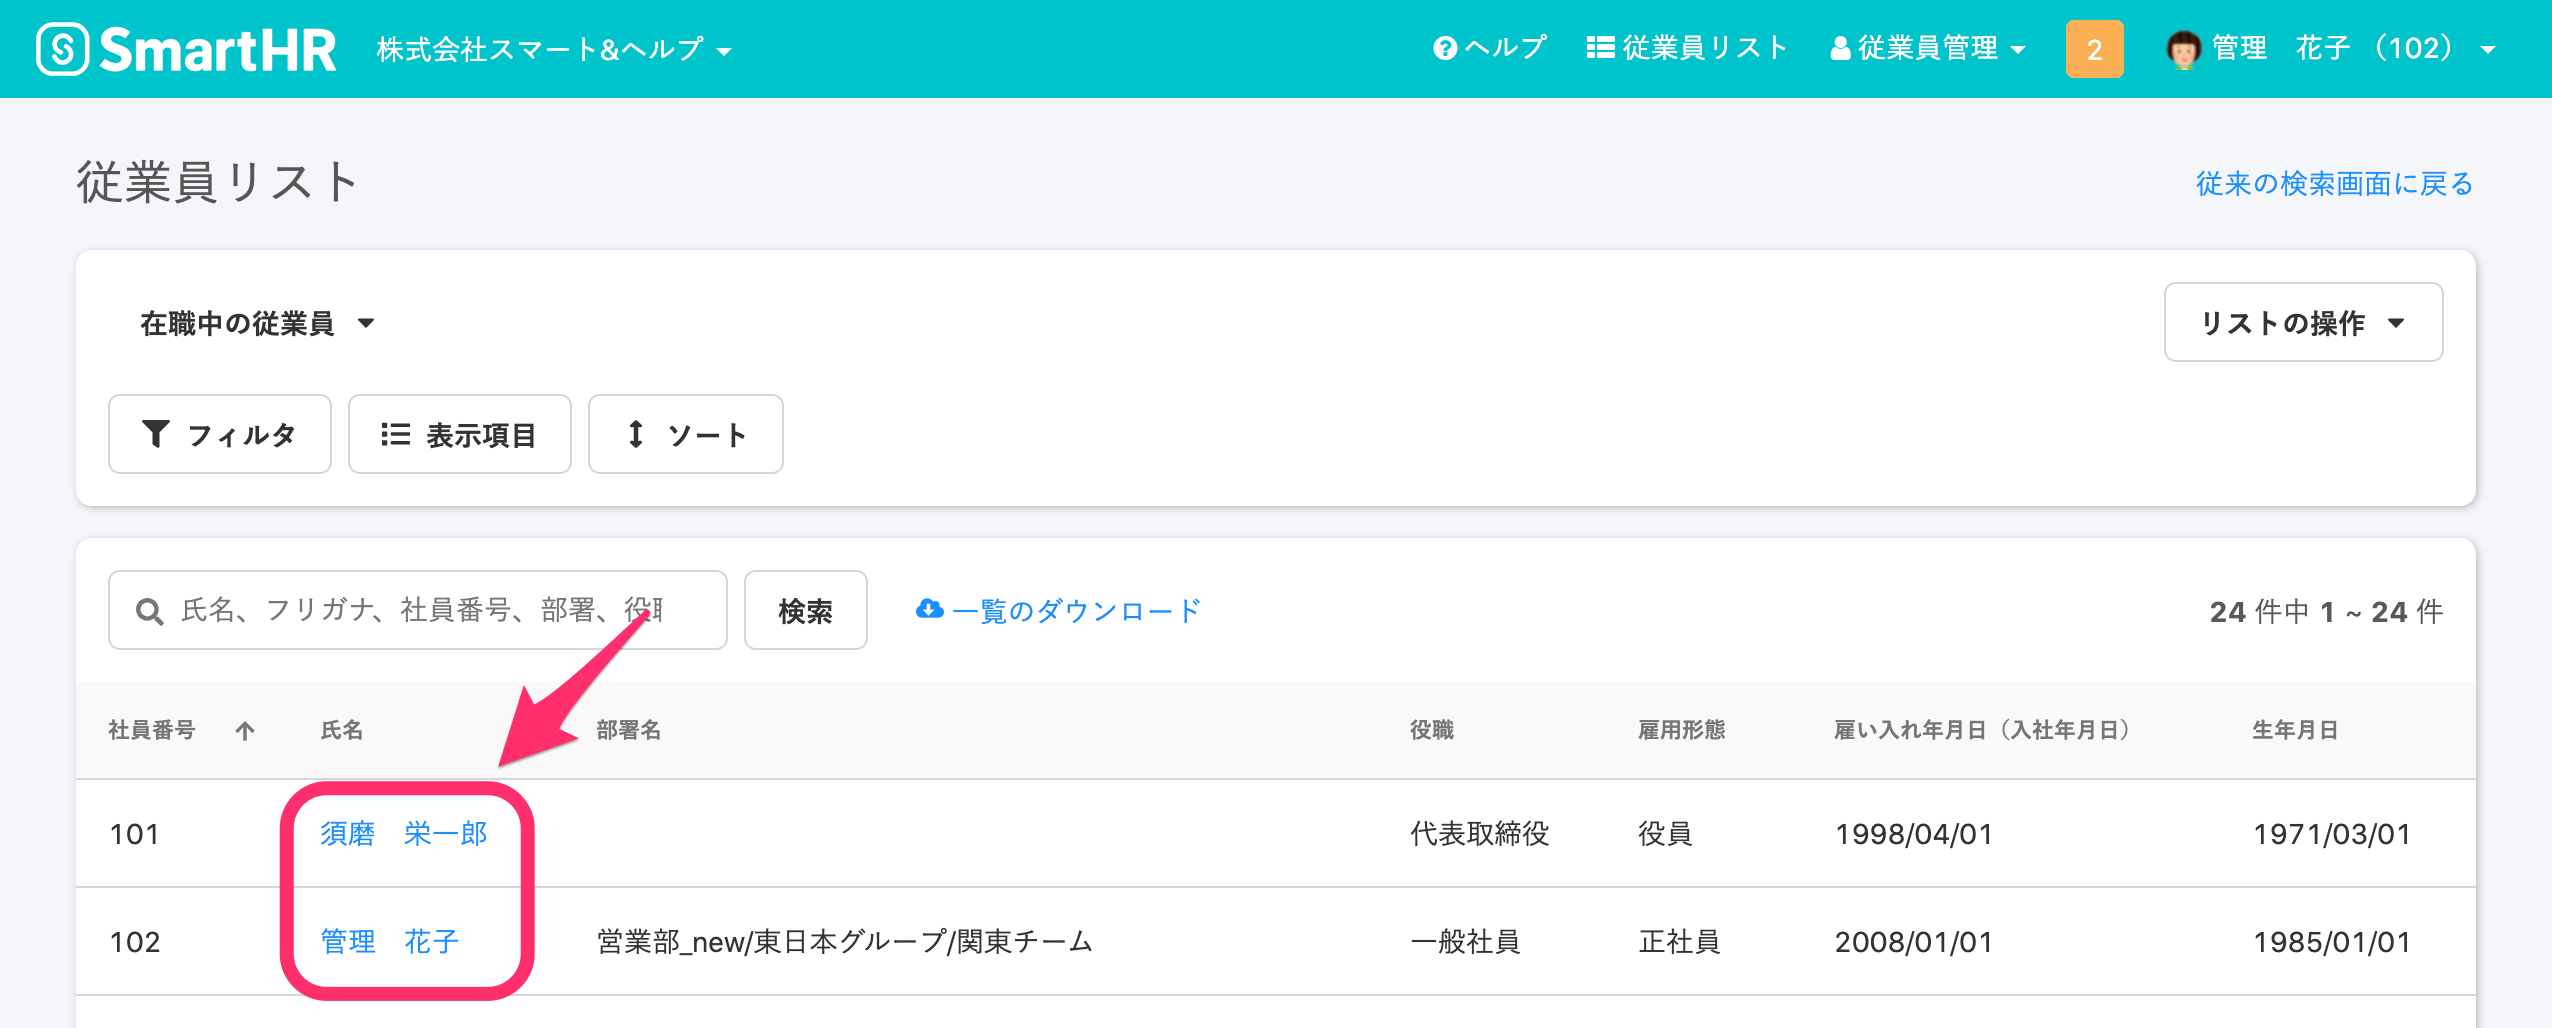 SmartHR 株式会社スマート&ヘルプ ヘルプ 従業員リスト 従業員管理 2 管理 花子 （102）
従業員リスト 従来の検索画面に戻る
在職中の従業員 リストの操作
フィルタ 表示項目 ソート
氏名、フリガナ、社員番号、部署、役 検索 一覧のダウンロード 24 件中 1 ~ 24 件
社員番号 氏名 部署名 役職 雇用形態 雇い入れ年月日（入社年月日） 生年月日
101 須磨 栄一郎 代表取締役 役員 1998/04/01 1971/03/01
102 管理 花子 営業部_new/東日本グループ/関東チーム 一般社員 正社員 2008/01/01 1985/01/01